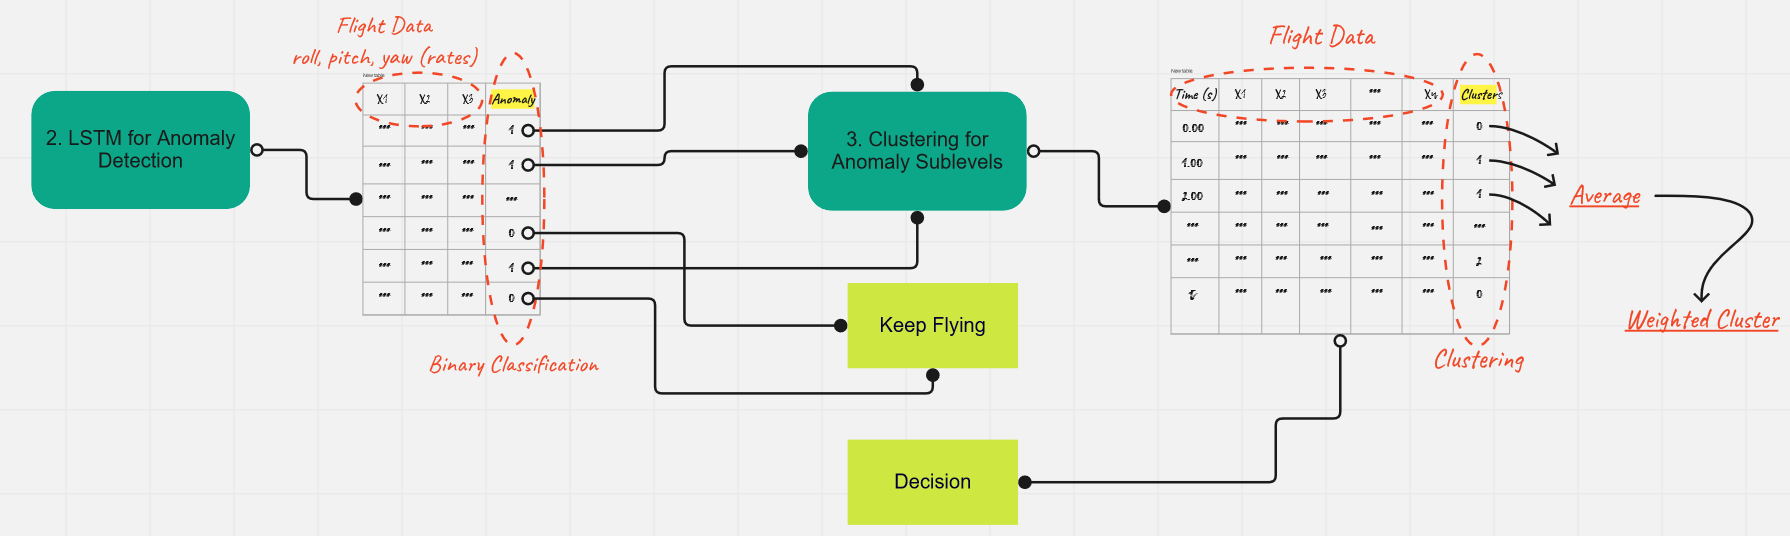 Flight Data
roll, pitch, yaw (rates)
2. LSTM for Anomaly
Detection
New table
X1 X2 X3 Anomaly
*** *** *** 1
*** *** *** 1
*** *** *** ***
*** *** *** 0
*** *** *** 1
*** *** *** 0
Binary Classification
3. Clustering for
Anomaly Sublevels
Keep Flying
Decision
Flight Data
New table
Time (s) X1 X2 X3 *** Clusters
0.00 *** *** *** *** *** 0
1.00 *** *** *** *** *** 1
2.00 *** *** *** *** *** 1
*** *** *** *** *** *** ***
*** *** *** *** *** *** 2
*** *** *** *** *** 0
Clustering
Average
Weighted Cluster